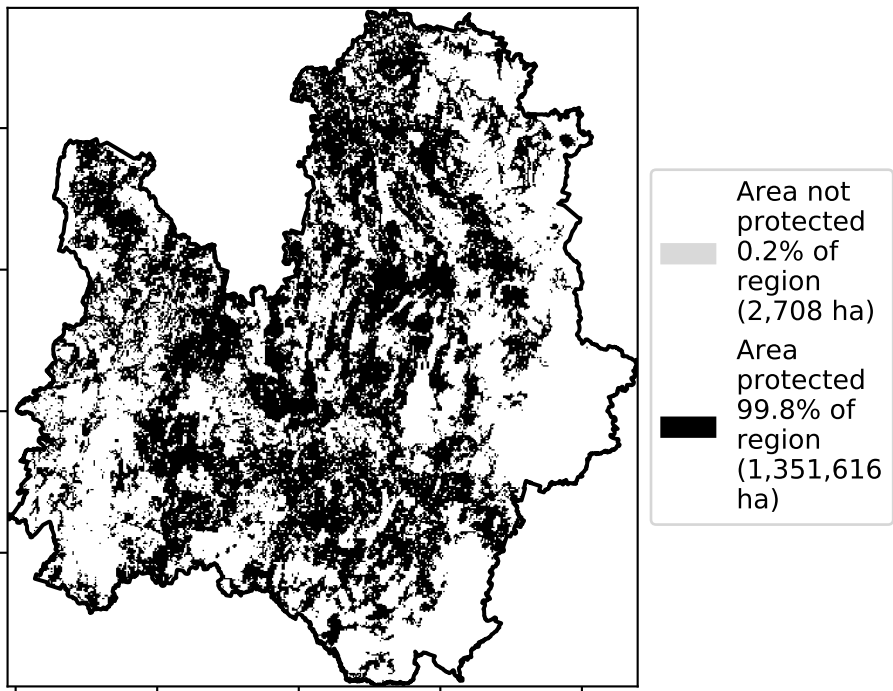 Area not
protected
0.2% of
region
(2,708 ha)
Area
protected
99.8% of
region
(1,351,616
ha)